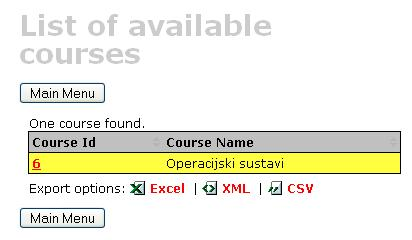 List of available
courses
Main Menu
One course found.
Course Id Course Name
6 Operacijski sustavi
Export options: Excel | XML | CSV
Main Menu